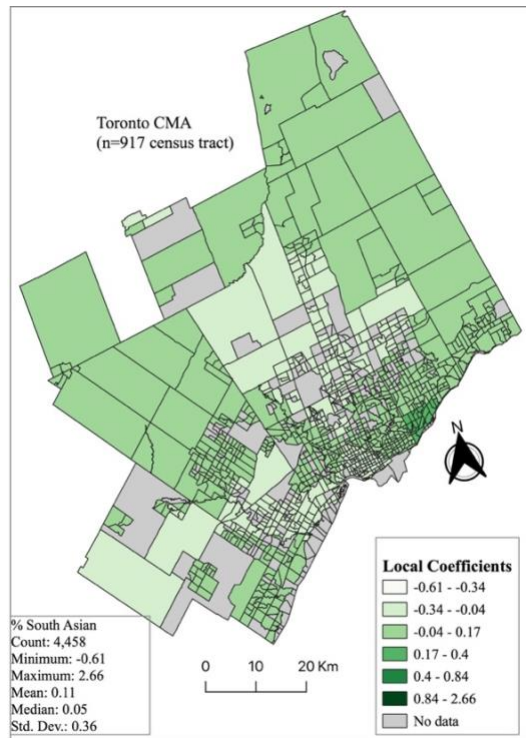 Toronto CMA
(n=917 census tract)
N
Local Coefficients
-0.61 - -0.34
-0.34 - -0.04
-0.04 - 0.17
0.17 - 0.4
0.4 - 0.84
0.84 - 2.66
No data
% South Asian
Count: 4,458
Minimum: -0.61
Maximum: 2.66
Mean: 0.11
Median: 0.05
Std. Dev.: 0.36
0 10 20 Km